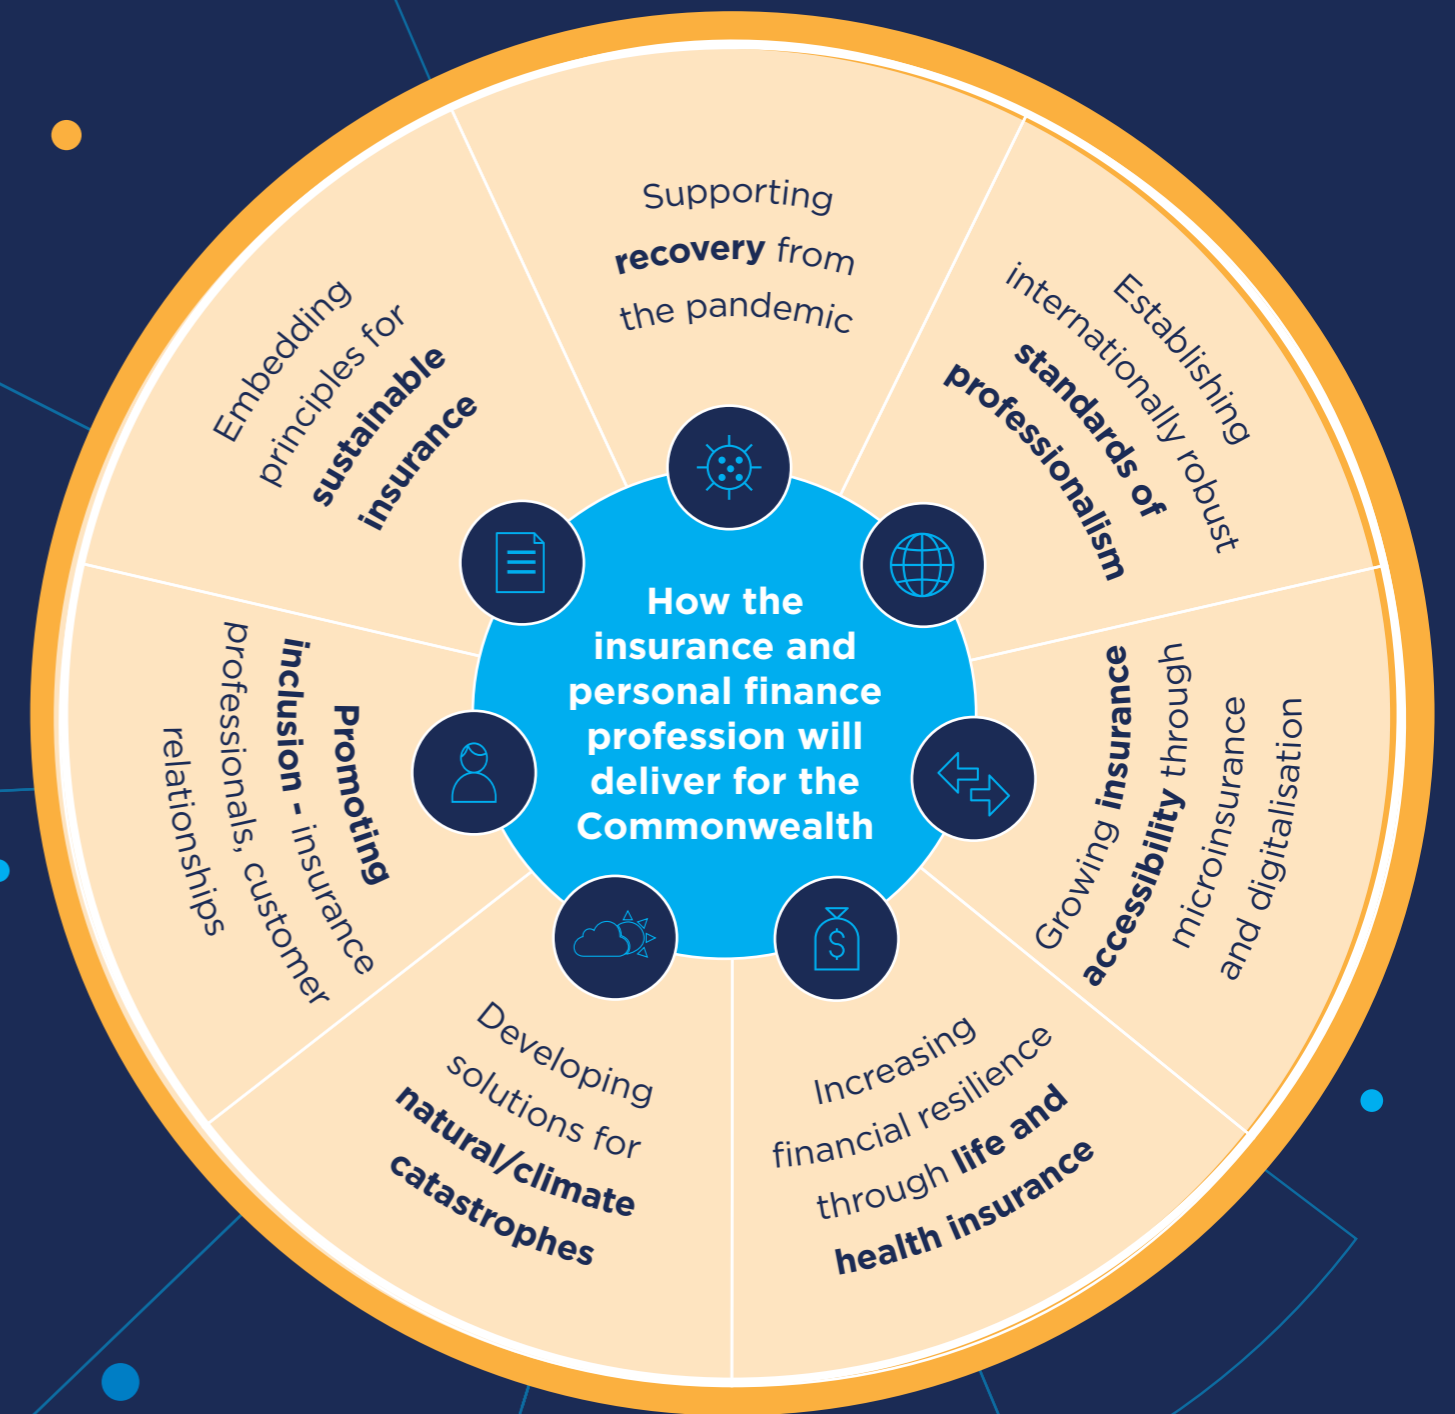 Supporting
recovery from
the pandemic
Establishing
internationally robust
standards of
professionalism
Growing insurance
accessibility through
microinsurance
and digitalisation
Increasing
financial resilience
through life and
health insurance
Developing
solutions for
natural/climate
catastrophes
Promoting
inclusion - insurance
professionals, customer
relationships
Embedding
principles for
sustainable
insurance
How the
insurance and
personal finance
profession will
deliver for the
Commonwealth
$